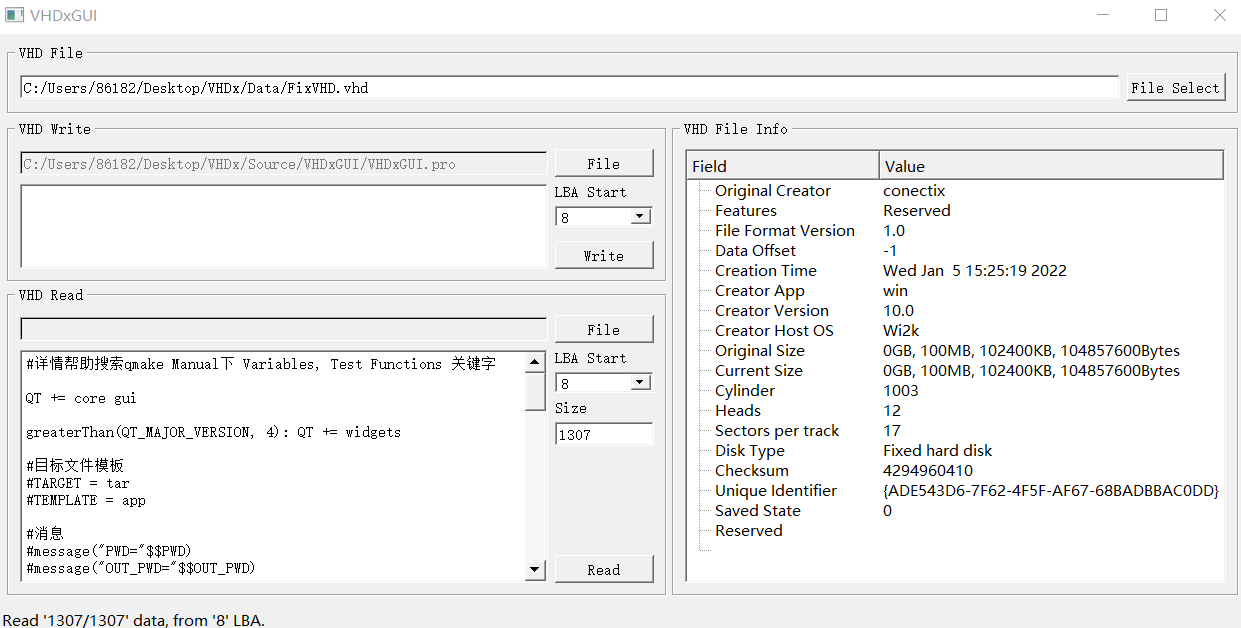 VHDxGUI
VHD File
C:/Users/86182/Desktop/VHDx/Data/FixVHD.vhd
File Select
VHD Write
C:/Users/86182/Desktop/VHDx/Source/VHDxGUI/VHDxGUI.pro
File
LBA Start
8
Write
VHD Read
File
#详情帮助搜索qmake Manual下 Variables, Test Functions 关键字
QT += core gui
greaterThan(QT_MAJOR_VERSION, 4): QT += widgets
#目标文件模板
#TARGET = tar
#TEMPLATE = app
#消息
#message("PWD="$$PWD)
#message("OUT_PWD="$$OUT_PWD)
LBA Start
8
Size
1307
Read
VHD File Info
Field Value
Original Creator conectix
Features Reserved
File Format Version 1.0
Data Offset -1
Creation Time Wed Jan  5 15:25:19 2022
Creator App win
Creator Version 10.0
Creator Host OS Wi2k
Original Size 0GB, 100MB, 102400KB, 104857600Bytes
Current Size 0GB, 100MB, 102400KB, 104857600Bytes
Cylinder 1003
Heads 12
Sectors per track 17
Disk Type Fixed hard disk
Checksum 4294960410
Unique Identifier {ADE543D6-7F62-4F5F-AF67-68BADBBAC0DD}
Saved State 0
Reserved
Read '1307/1307' data, from '8' LBA.